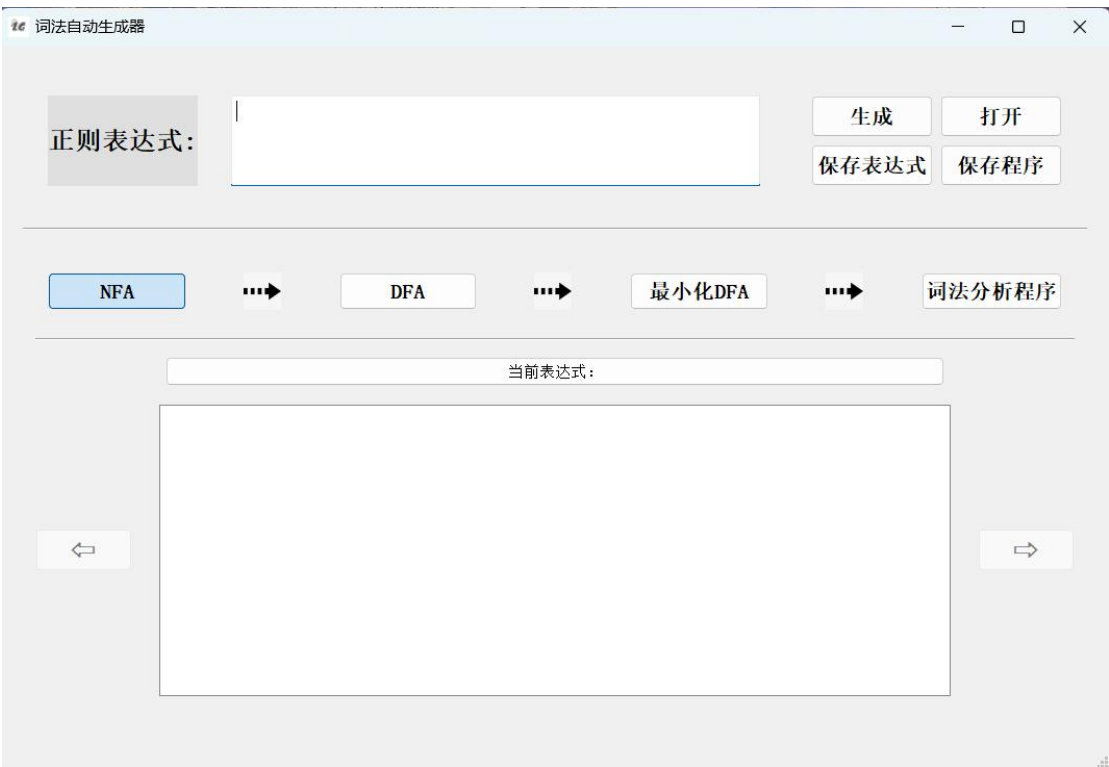 tc 词法自动生成器
正则表达式:
生成 打开
保存表达式 保存程序
NFA DFA 最小化DFA 词法分析程序
当前表达式: